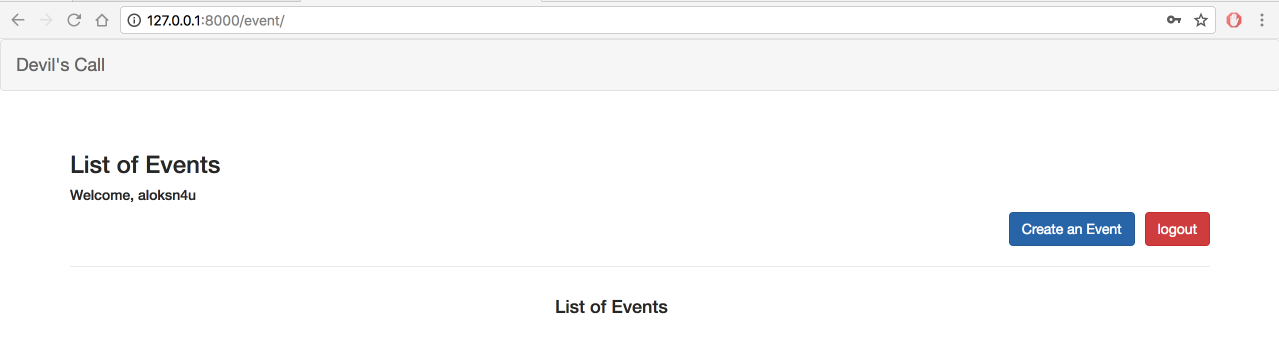 127.0.0.1:8000/event/
Devil's Call
List of Events
Welcome, aloksn4u
Create an Event logout
List of Events